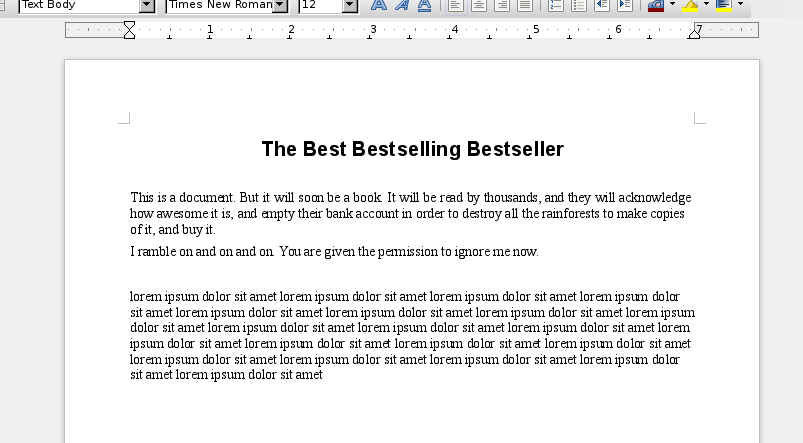 Text Body Times New Roman 12
1 2 3 4 5 6 7
The Best Bestselling Bestseller
This is a document. But it will soon be a book. It will be read by thousands, and they will acknowledge
how awesome it is, and empty their bank account in order to destroy all the rainforests to make copies
of it, and buy it.
I ramble on and on and on. You are given the permission to ignore me now.
lorem ipsum dolor sit amet lorem ipsum dolor sit amet lorem ipsum dolor sit amet lorem ipsum dolor
sit amet lorem ipsum dolor sit amet lorem ipsum dolor sit amet lorem ipsum dolor sit amet lorem ipsum
dolor sit amet lorem ipsum dolor sit amet lorem ipsum dolor sit amet lorem ipsum dolor sit amet lorem
ipsum dolor sit amet lorem ipsum dolor sit amet lorem ipsum dolor sit amet lorem ipsum dolor sit amet
lorem ipsum dolor sit amet lorem ipsum dolor sit amet lorem ipsum dolor sit amet lorem ipsum dolor
sit amet lorem ipsum dolor sit amet